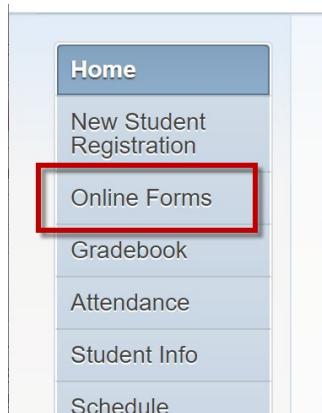 Home
New Student
Registration
Online Forms
Gradebook
Attendance
Student Info
Schedule